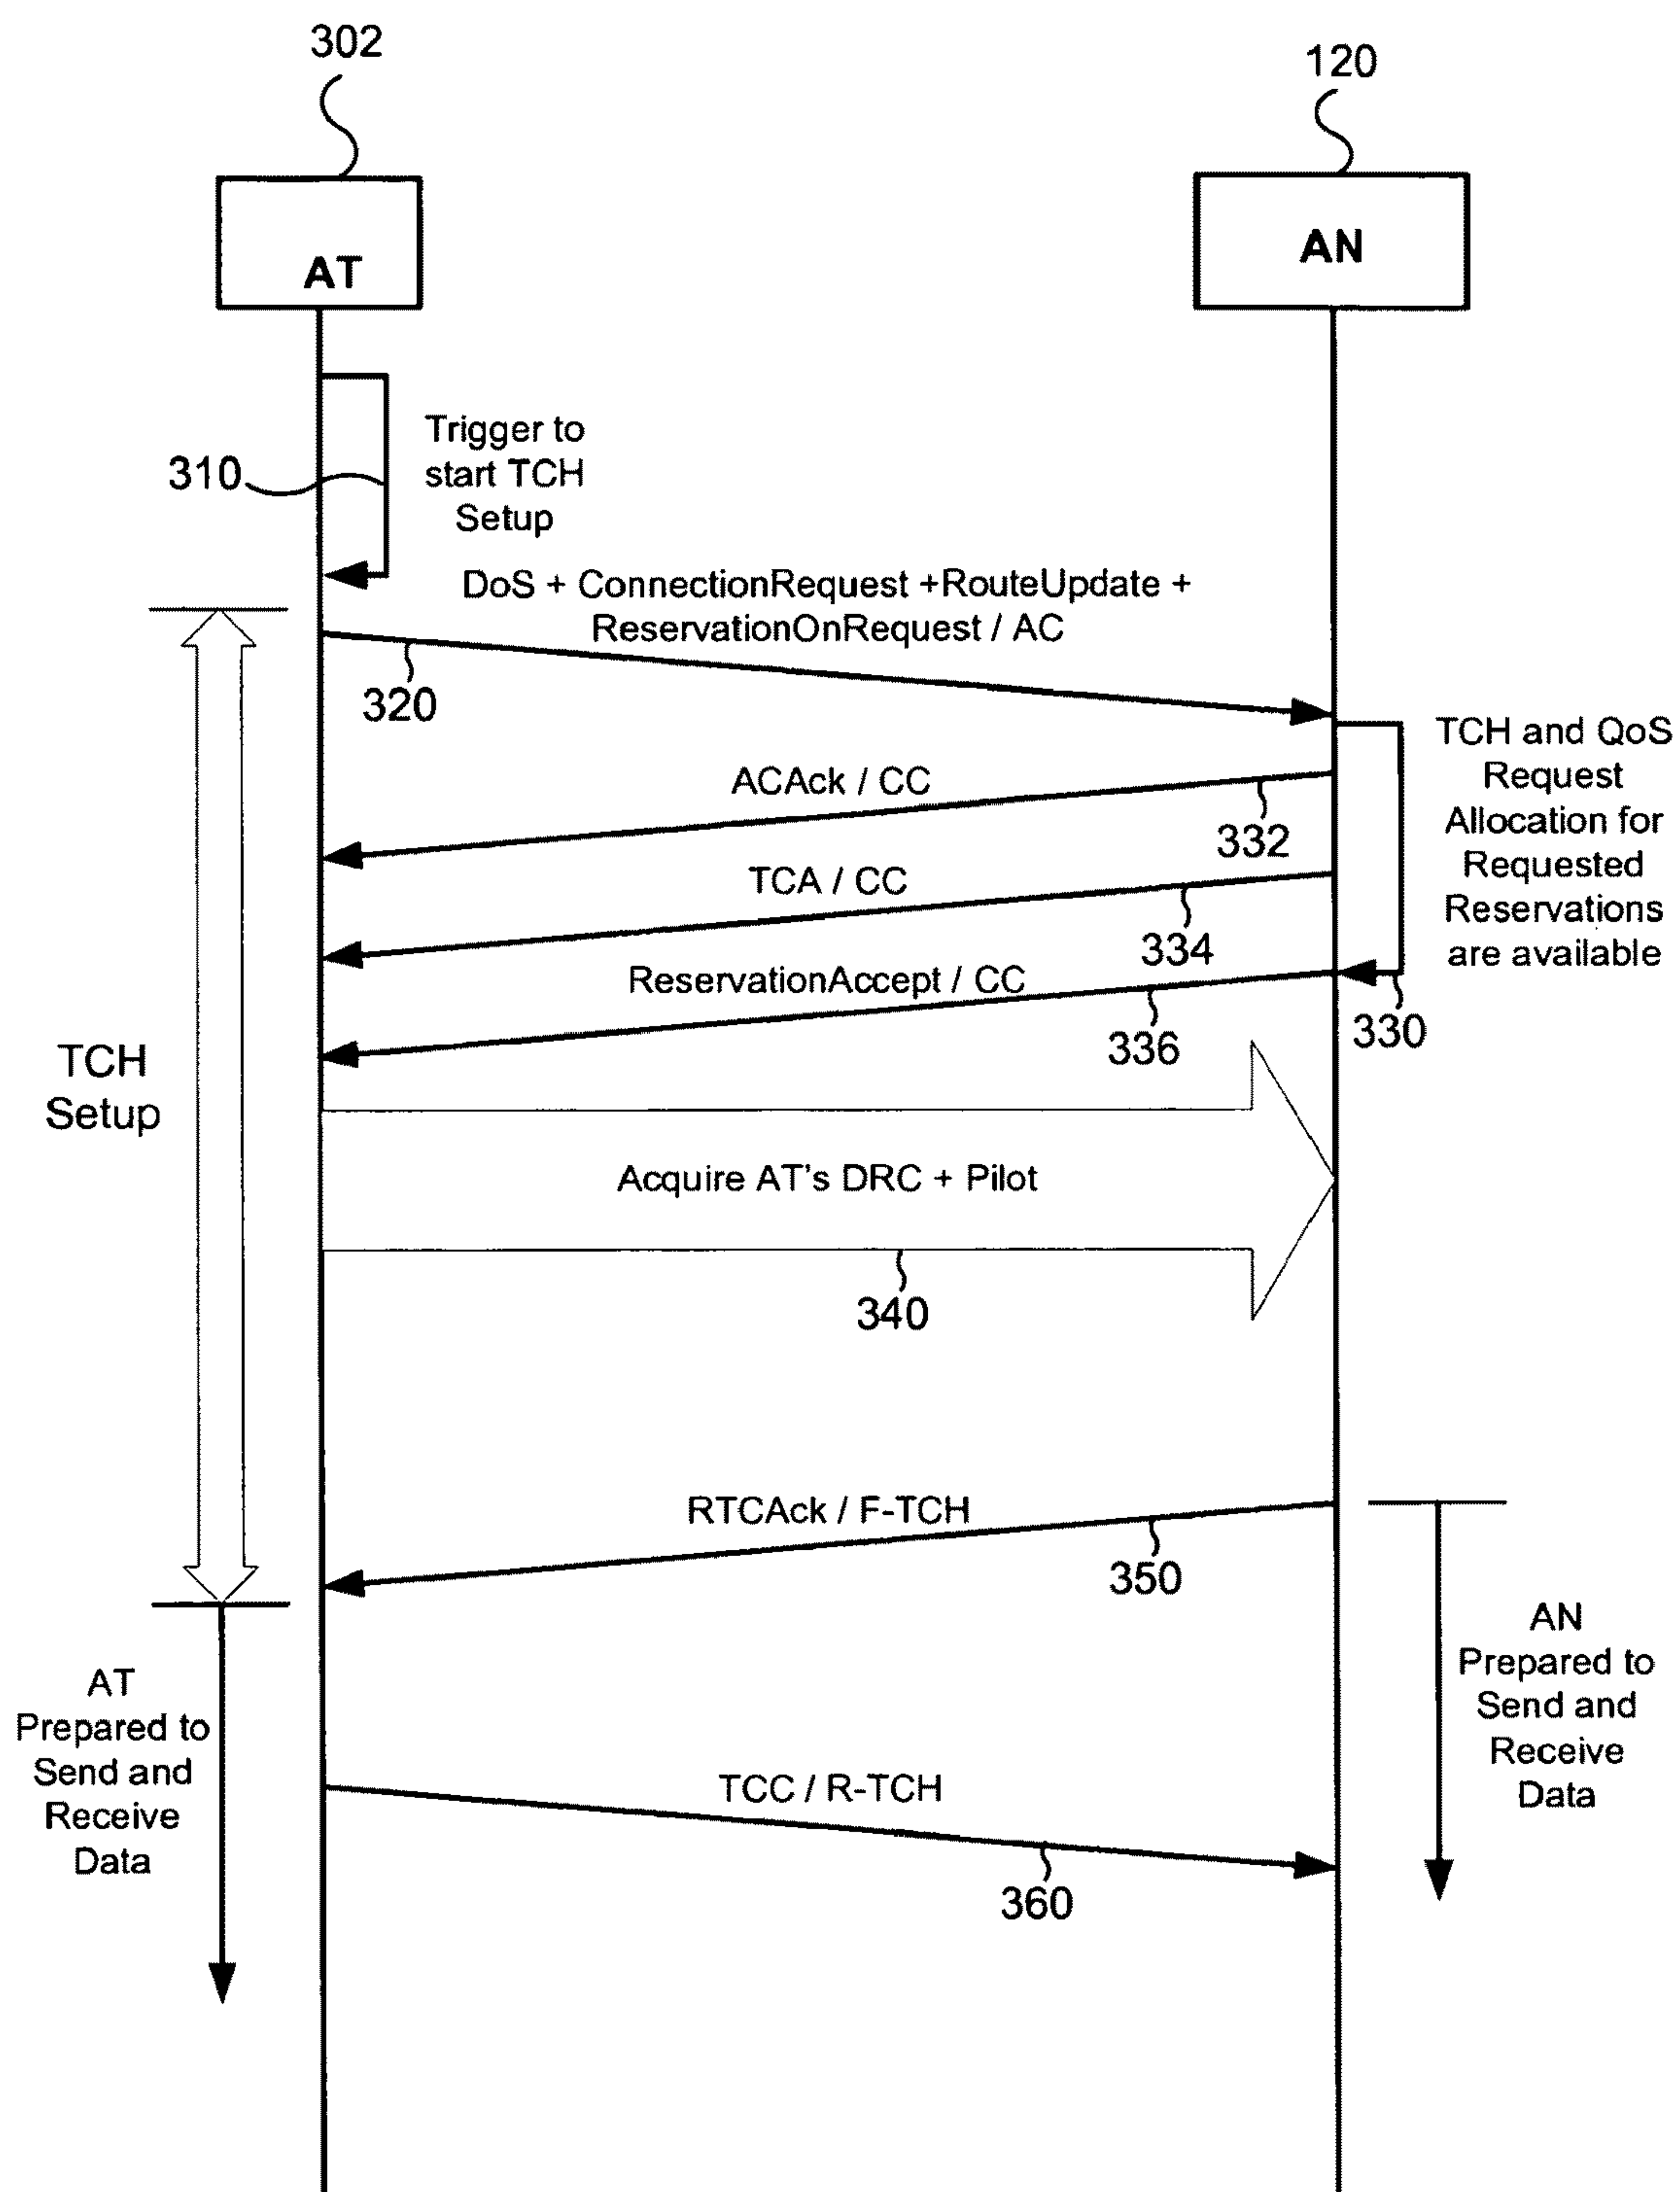 302
120
AT
AN
310
Trigger to
start TCH
Setup
DoS + ConnectionRequest +RouteUpdate +
ReservationOnRequest / AC
320
TCH and QoS
Request
Allocation for
Requested
Reservations
are available
ACAck / CC
332
TCA / CC
334
ReservationAccept / CC
336
330
TCH
Setup
Acquire AT's DRC + Pilot
340
RTCAck / F-TCH
350
AN
Prepared to
Send and
Receive
Data
AT
Prepared to
Send and
Receive
Data
TCC / R-TCH
360